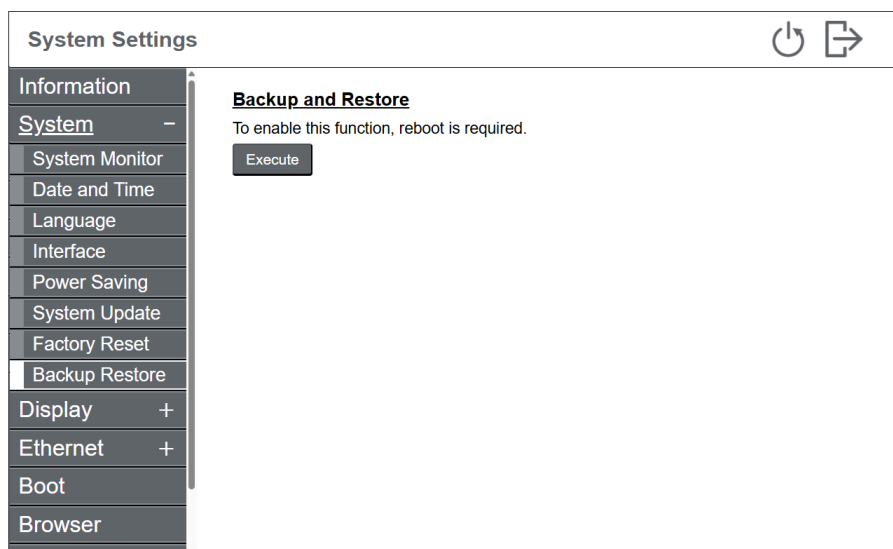 System Settings
Information
System −
System Monitor
Date and Time
Language
Interface
Power Saving
System Update
Factory Reset
Backup Restore
Display +
Ethernet +
Boot
Browser
Backup and Restore
To enable this function, reboot is required.
Execute